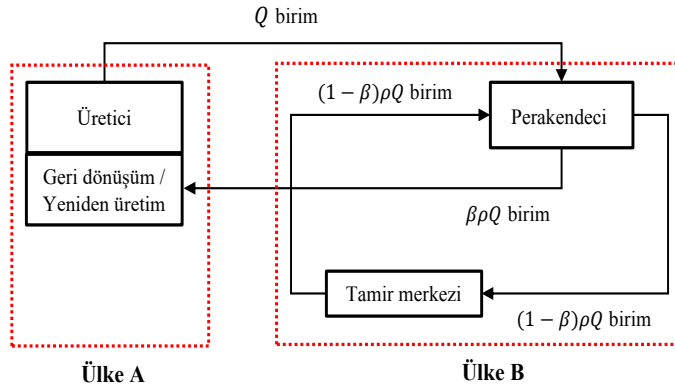 Q birim
Üretici
Geri dönüşüm /
Yeniden üretim
(1 − β)ρQ birim
Perakendeci
βρQ birim
Tamir merkezi
(1 − β)ρQ birim
Ülke A
Ülke B